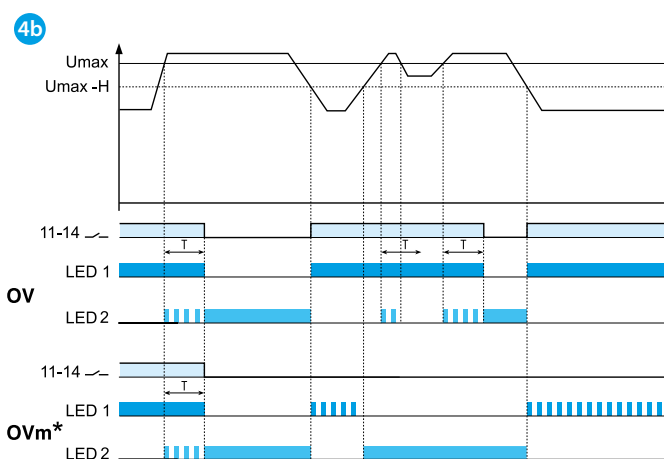 4b
Umax
Umax -H
11-14
T T T
LED 1
OV
LED 2
11-14
T
LED 1
OVm*
LED 2